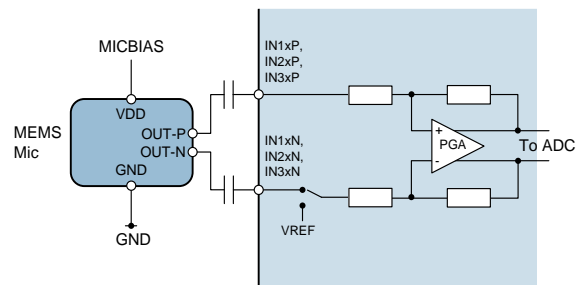 MICBIAS
IN1xP,
IN2xP,
IN3xP
VDD
MEMS
Mic
OUT-P
OUT-N
GND
GND
IN1xN,
IN2xN,
IN3xN
VREF
+
PGA
-
To ADC